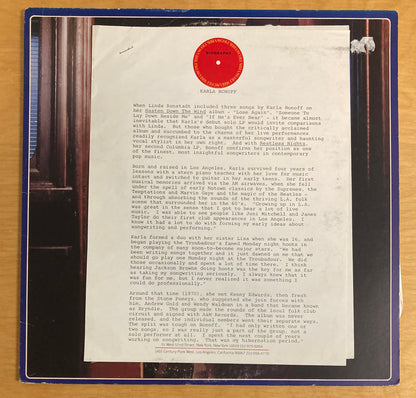 BIOGRAPHY
KARLA BONOFF
When Linda Ronstadt included three songs by Karla Bonoff on
her Hasten Down The Wind album - "Lose Again", "Someone To
Lay Down Beside Me" and "If He's Ever Near" - it became almost
inevitable that Karla's debut solo LP would invite comparisons
with Linda. But those who bought the critically acclaimed
album and succumbed to the charms of her live performances
readily recognized Karla as a masterful songwriter and haunting
vocal stylist in her own right. And with Restless Nights,
her second Columbia LP, Bonoff confirms her position as one
of the finest, most insightful songwriters in contemporary
pop music.
Born and raised in Los Angeles, Karla survived four years of
lessons with a stern piano teacher with her love for music
intact and switched to guitar in her early teens. Her first
musical memories arrived via the AM airwaves, when she fell
under the spell of early Motown classics by the Supremes, the
Temptations and Marvin Gaye and the magic of the Beatles -
and through absorbing the sounds of the thriving L.A. folk
scene that surrounded her in the 60's. "Growing up in L.A.
was great in the sense that I got to hear a lot of live
music. I was able to see people like Joni Mitchell and James
Taylor do their first club appearances in Los Angeles. I
know it had a lot to do with forming my early ideas about
songwriting and performing."
Karla formed a duo with her sister Lisa when she was 16, and
began playing the Troubadour's famed Monday night hoots in
the company of many soon-to-become major acts. "We had
been writing songs together and it just dawned on us that we
should go play one Monday night at the Troubadour. We did
those occasionally and spent a lot of time there. I think
hearing Jackson Browne doing hoots was the key for me as far
as taking my songwriting seriously. I always knew that it
was fun for me, but I never realized it was something I
could do professionally."
Around that time (1970), she met Kenny Edwards, then fresh
from the Stone Poneys, who suggested she join forces with
him, Andrew Gold and Wendy Waldman in a band that became known
as Bryndle. The group made the rounds of the local folk club
circuit and signed with A&M Records. The album was never
released, and the individual members went their separate ways.
The split was tough on Bonoff. "I had only written one or
two songs, so I was really just a part of the group, not a
solo performer at all. I spent the next couple of years
working on songwriting. That was my hibernation period."
51 West 52nd Street, New York, New York 10019
1801 Century Park West, Los Angeles, California 90067